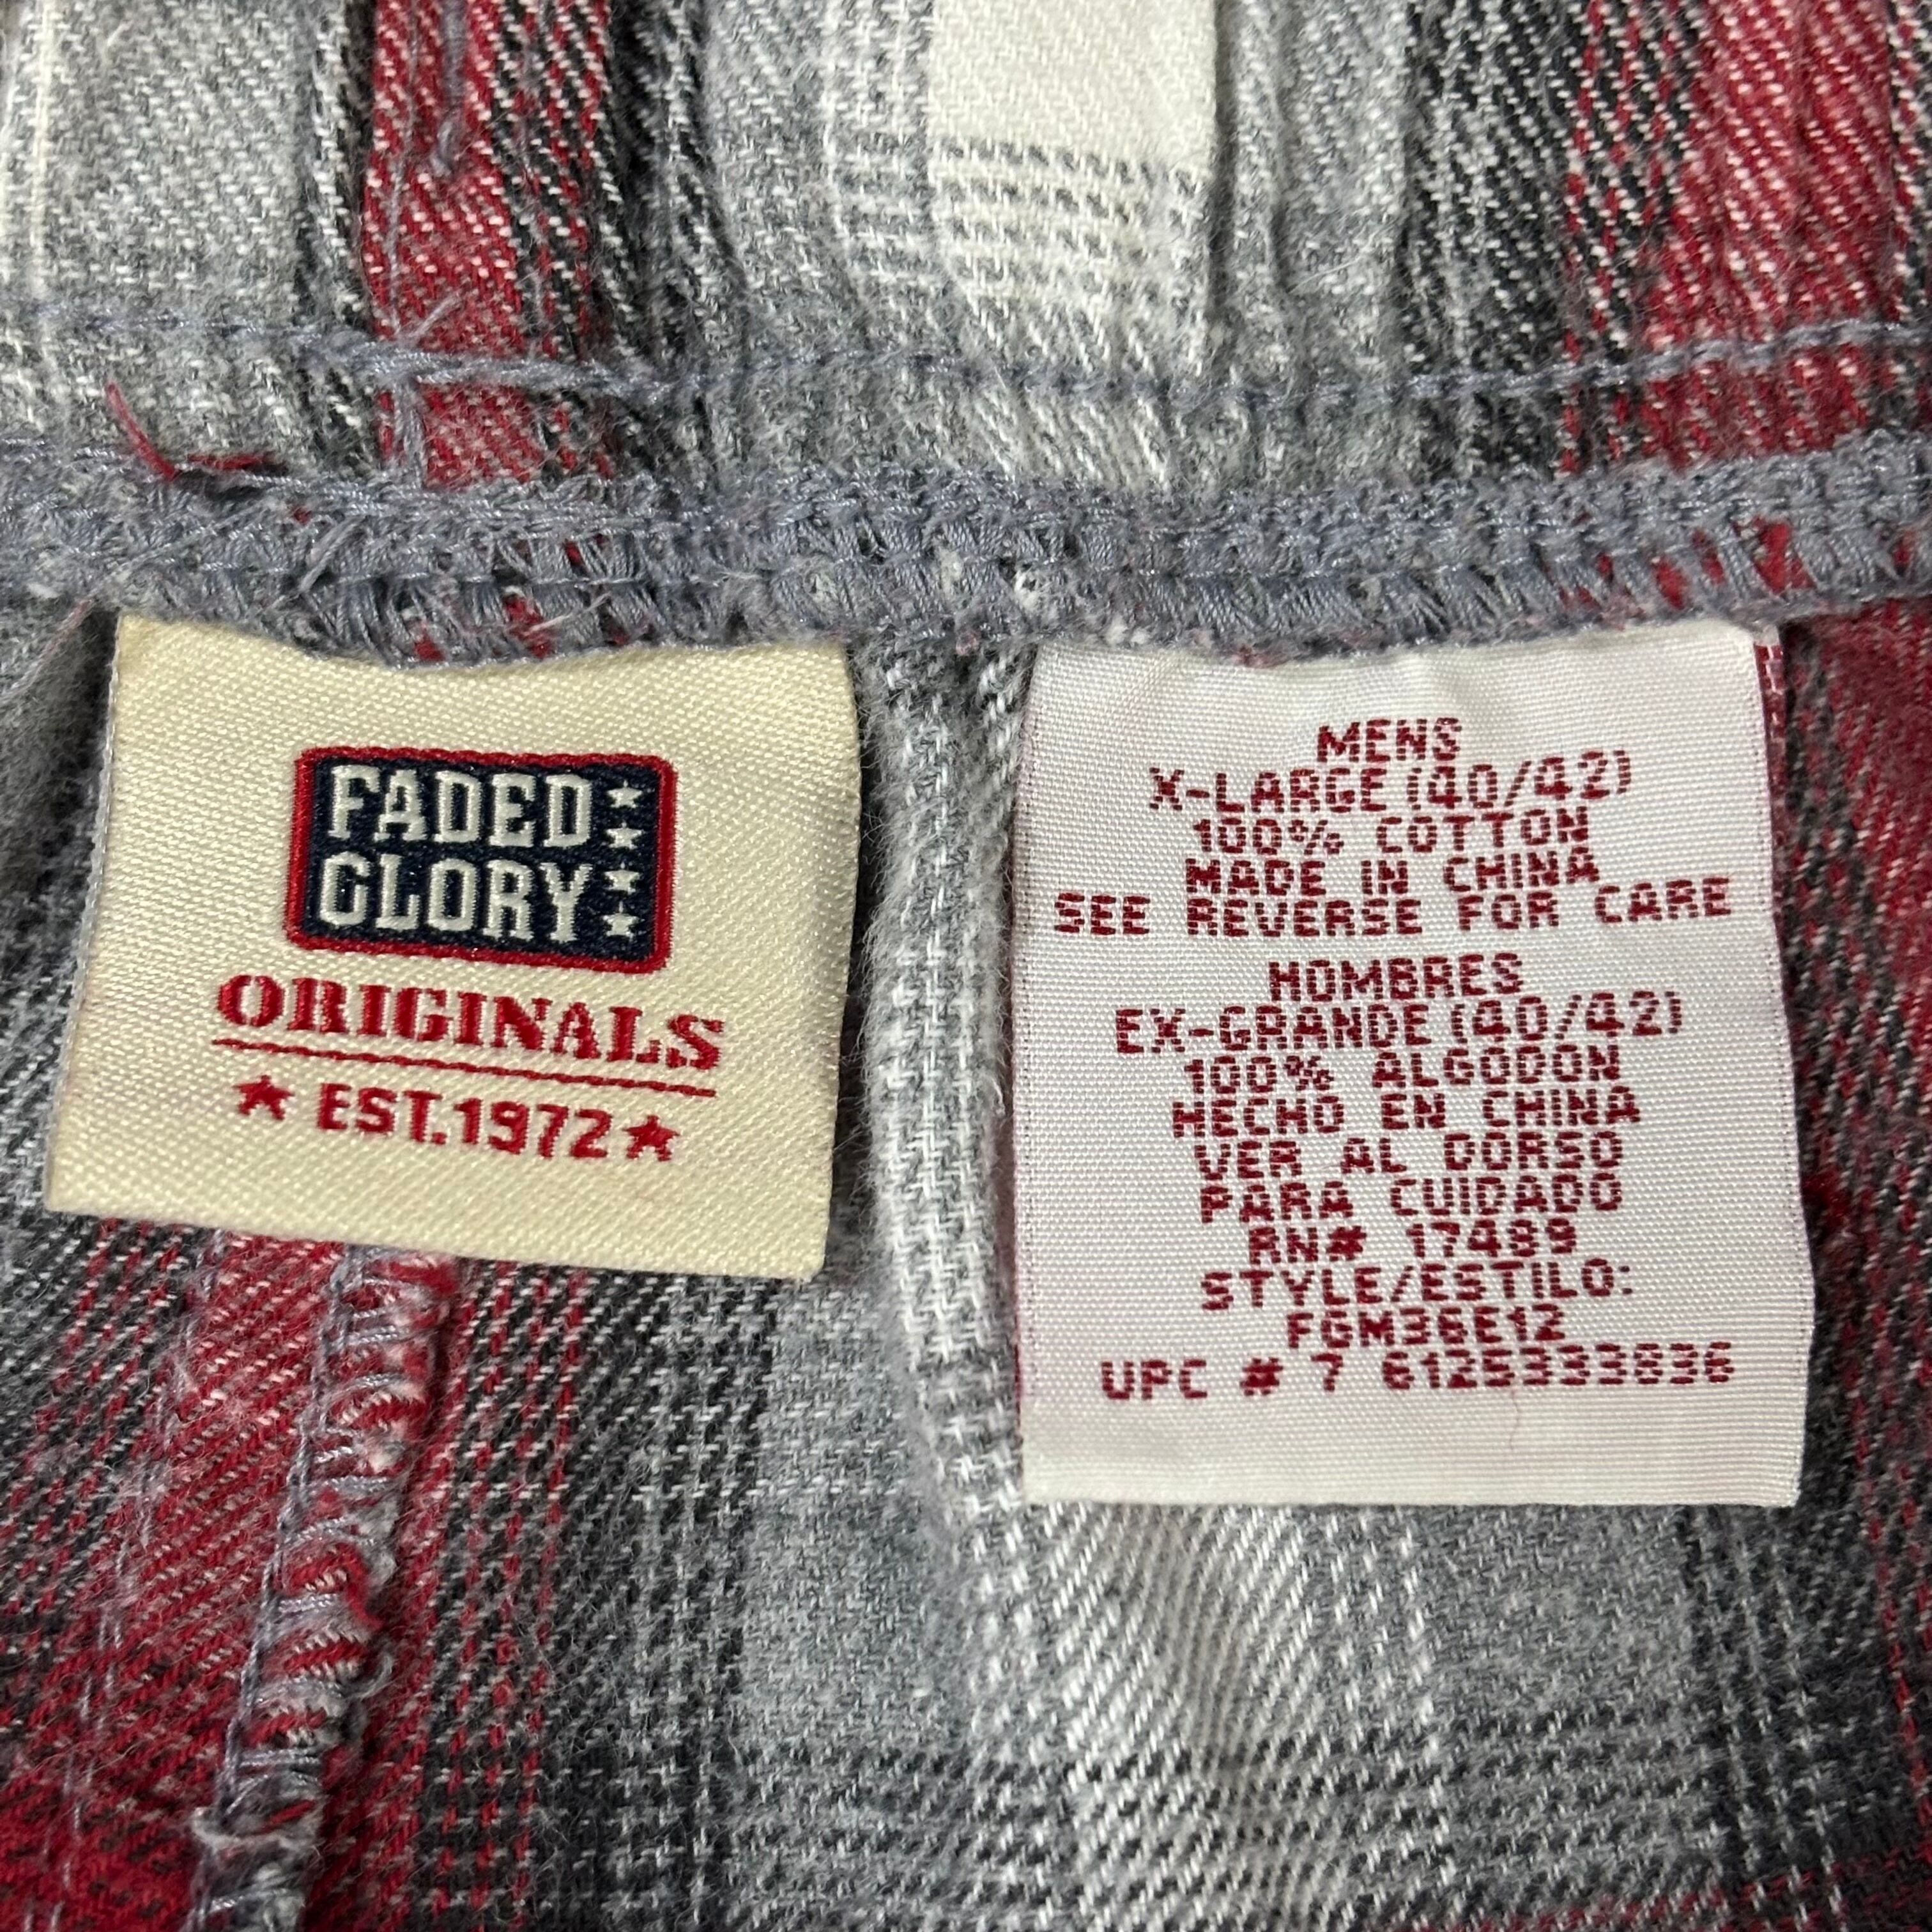 FADED
GLORY
ORIGINALS
EST.1972
MENS
X-LARGE (40/42)
100% COTTON
MADE IN CHINA
SEE REVERSE FOR CARE
HOMBRES
EX-GRANDE (40/42)
100% ALGODON
HECHO EN CHINA
VER AL DORSO
PARA CUIDADO
RN# 17489
STYLE/ESTILO:
FGM36E12
UPC # 7 6125333836